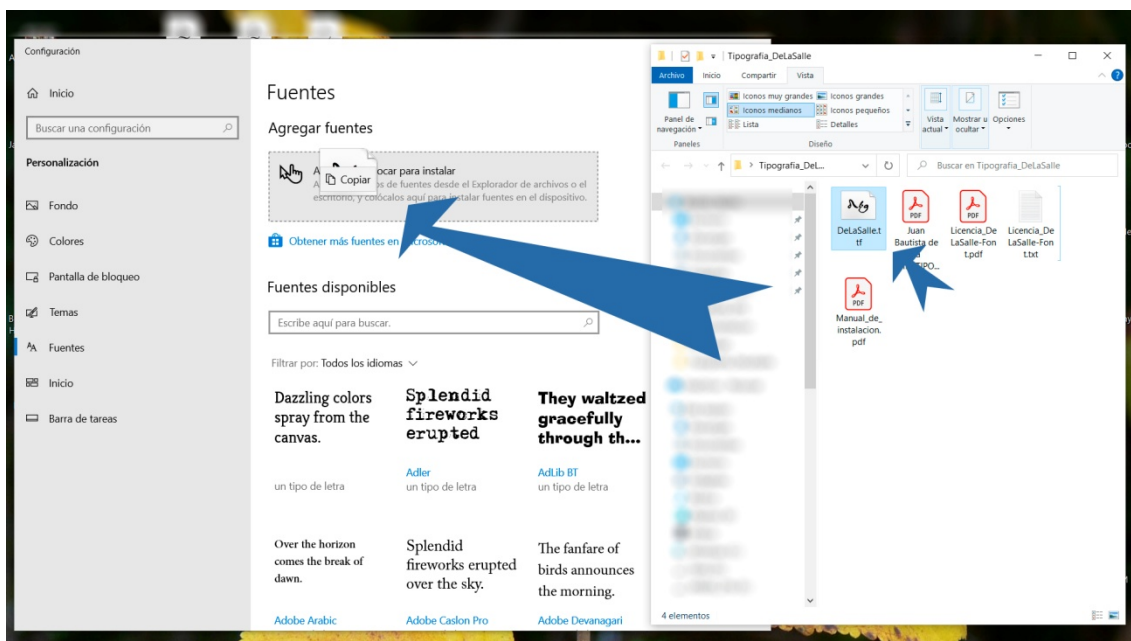 Configuración
Inicio
Buscar una configuración
Personalización
Fondo
Colores
Pantalla de bloqueo
Temas
Fuentes
Inicio
Barra de tareas
Fuentes
Agregar fuentes
Copiar
ocar para instalar
os de fuentes desde el Explorador de archivos o el
escritorio, y colócalos aquí para instalar fuentes en el dispositivo.
Obtener más fuentes en
Fuentes disponibles
Escribe aquí para buscar.
Filtrar por: Todos los idiomas
Dazzling colors
spray from the
canvas.
un tipo de letra
Splendid
fireworks
erupted
Adler
un tipo de letra
They waltzed
gracefully
through th...
AdLib BT
un tipo de letra
Over the horizon
comes the break of
dawn.
Adobe Arabic
Splendid
fireworks erupted
over the sky.
Adobe Caslon Pro
The fanfare of
birds announces
the morning.
Adobe Devanagari
Tipografia_DeLaSalle
Archivo Inicio Compartir Vista
Panel de
navegación
Paneles
Iconos muy grandes Iconos grandes
Iconos medianos Iconos pequeños
Lista Detalles
Diseño
Vista
actual
Mostrar u
ocultar
Opciones
Tipografia_DeL...
Buscar en Tipografia_DeLaSalle
DeLaSalle.t
tf
Juan
Bautista de
Licencia_De
LaSalle-Fon
t.pdf
Licencia_De
LaSalle-Fon
t.txt
PDF
PDF
PDF
Manual_de_
instalacion.
pdf
4 elementos